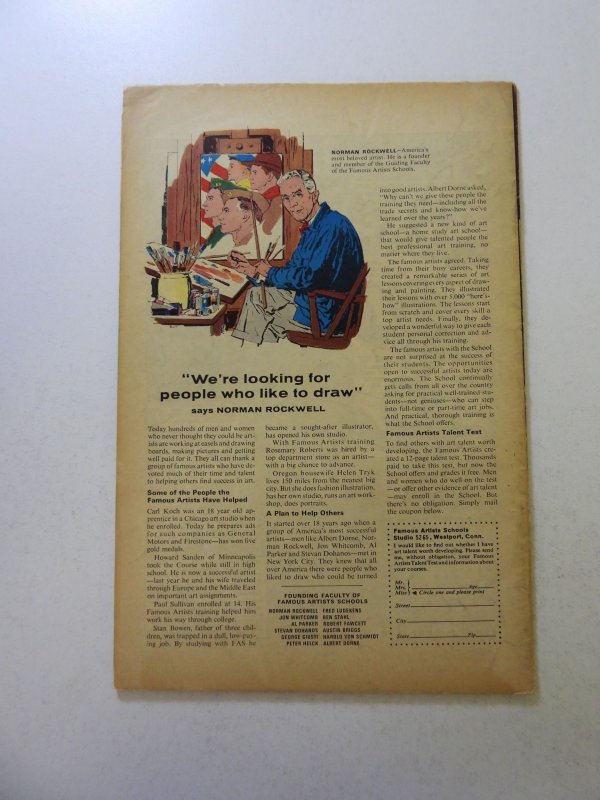 NORMAN ROCKWELL—America's
most beloved artist. He is a founder
and member of the Guiding Faculty
of the Famous Artists Schools.
"We're looking for
people who like to draw"
says NORMAN ROCKWELL
Today hundreds of men and women
who never thought they could be art-
ists are working at easels and drawing
boards, making pictures and getting
well paid for it. They all can thank a
group of famous artists who have de-
voted much of their time and talent
to helping others find success in art.
Some of the People the
Famous Artists Have Helped
Carl Koch was an 18 year old ap-
prentice in a Chicago art studio when
he enrolled. Today he prepares ads
for such companies as General
Motors and Firestone—has won five
gold medals.
Howard Sanden of Minneapolis
took the Course while still in high
school. He is now a successful artist
—last year he and his wife traveled
through Europe and the Middle East
on important art assignments.
Paul Sullivan enrolled at 14. His
Famous Artists training helped him
work his way through college.
Stan Bowen, father of three chil-
dren, was trapped in a dull, low-pay-
ing job. By studying with FAS he
became a sought-after illustrator,
has opened his own studio.
With Famous Artists training
Rosemary Roberts was hired by a
top department store as an artist—
with a big chance to advance.
Oregon housewife Helen Tryk
lives 150 miles from the nearest big
city. But she does fashion illustration,
has her own studio, runs an art work-
shop, does portraits.
A Plan to Help Others
It started over 18 years ago when a
group of America's most successful
artists—men like Albert Dorne, Nor-
man Rockwell, Jon Whitcomb, Al
Parker and Stevan Dohanos—met in
New York City. They knew that all
over America there were people who
liked to draw who could be turned
FOUNDING FACULTY OF
FAMOUS ARTISTS SCHOOLS
NORMAN ROCKWELL FRED LUDEKENS
JON WHITCOMB BEN STAHL
AL PARKER ROBERT FAWCETT
STEVAN DOHANOS AUSTIN BRIGGS
GEORGE GIUSTI HAROLD VON SCHMIDT
PETER HELCK ALBERT DORNE
into good artists. Albert Dorne asked,
"Why can't we give these people the
training they need—including all the
trade secrets and know-how we've
learned over the years?"
He suggested a new kind of art
school—a home study art school—
that would give talented people the
best professional art training, no
matter where they live.
The famous artists agreed. Taking
time from their busy careers, they
created a remarkable series of art
lessons covering every aspect of draw-
ing and painting. They illustrated
their lessons with over 5,000 "here's-
how" illustrations. The lessons start
from scratch and cover every skill a
top artist needs. Finally, they de-
veloped a wonderful way to give each
student personal correction and ad-
vice all through his training.
The famous artists with the School
are not surprised at the success of
their students. The opportunities
open to successful artists today are
enormous. The School continually
gets calls from all over the country
asking for practical well-trained stu-
dents—not geniuses—who can step
into full-time or part-time art jobs.
And practical, thorough training is
what the School offers.
Famous Artists Talent Test
To find others with art talent worth
developing, the Famous Artists cre-
ated a 12-page talent test. Thousands
paid to take this test, but now the
School offers and grades it free. Men
and women who do well on the test
—or offer other evidence of art talent
—may enroll in the School. But
there's no obligation. Simply mail
the coupon below.
Famous Artists Schools
Studio 5265, Westport, Conn.
I would like to find out whether I have
art talent worth developing. Please send
me, without obligation, your Famous
Artists Talent Test and information about
your courses.
Mr.
Mrs. Age
Miss Circle one and please print
Street
City
State Zip